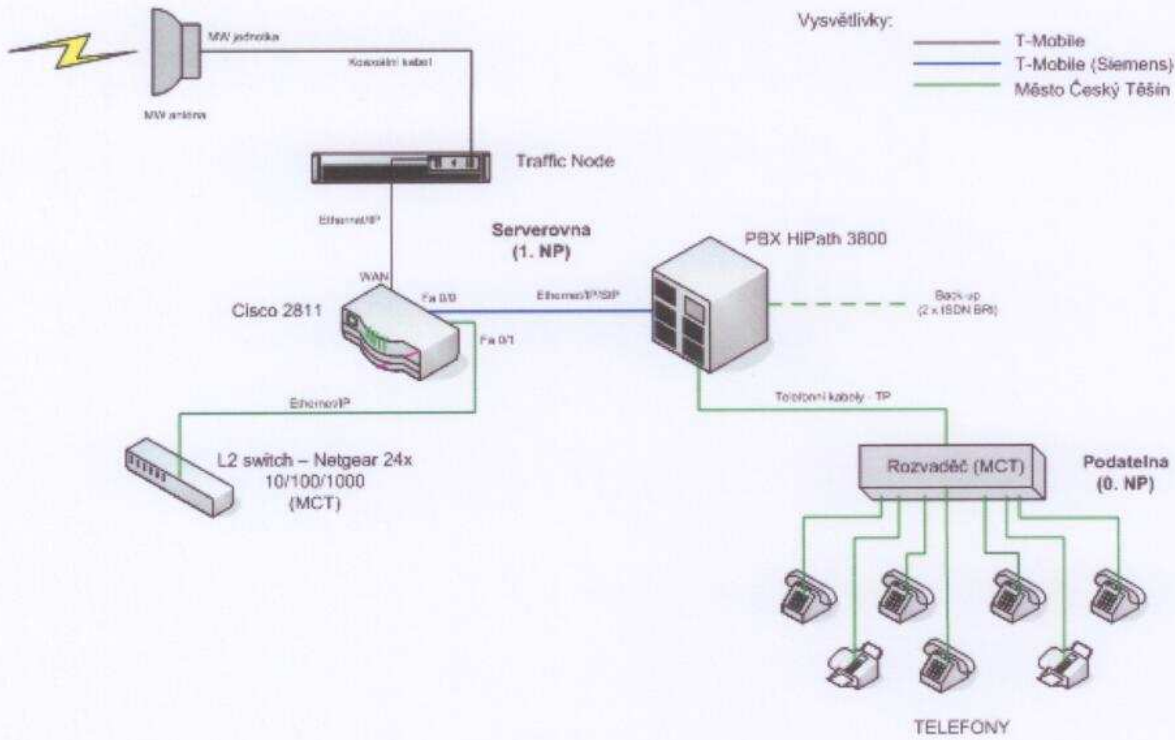 Vysvětlivky:
T-Mobile
T-Mobile (Siemens)
Město Český Těšín
MW jednotka
Koaxiální kabel
MW anténa
Traffic Node
Ethernet/IP
Serverovna
(1. NP)
PBX HiPath 3800
WAN
Fa 0/0
Ethernet/IP/SIP
Back-up
(2 x ISDN BRI)
Cisco 2811
Fa 0/1
Ethernet/IP
Telefonní kabely - TP
L2 switch – Netgear 24x
10/100/1000
(MCT)
Rozvaděč (MCT)
Podatelna
(0. NP)
TELEFONY